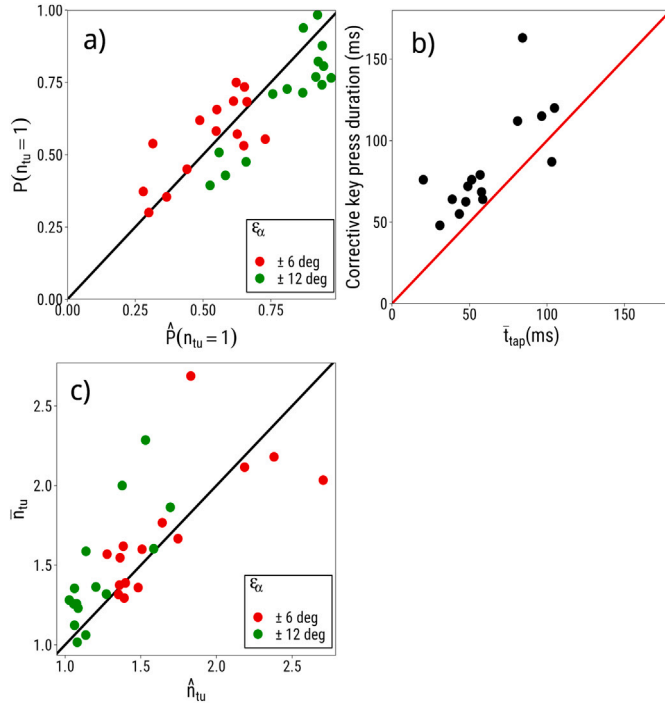 a)
1.00
0.75
0.50
0.25
0.00
P(n_tu = 1)
0.00
0.25
0.50
0.75
P̂(n_tu = 1)
ε_α
± 6 deg
± 12 deg
b)
150
100
50
0
Corrective key press duration (ms)
0
50
100
150
t̄_tap(ms)
c)
2.5
2.0
1.5
1.0
n̄_tu
1.0
1.5
2.0
2.5
n̂_tu
ε_α
± 6 deg
± 12 deg